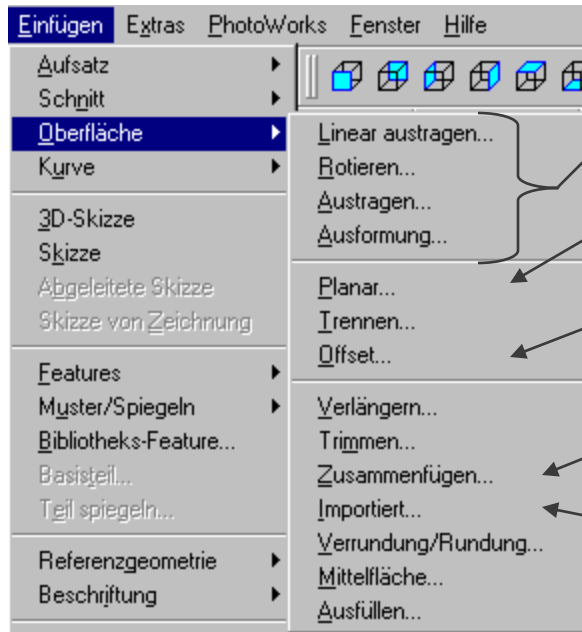 Einfügen Extras PhotoWorks Fenster Hilfe
Aufsatz
Schnitt
Oberfläche
Kurve
3D-Skizze
Skizze
Abgeleitete Skizze
Skizze von Zeichnung
Features
Muster/Spiegeln
Bibliotheks-Feature...
Basisteil...
Teil spiegeln...
Referenzgeometrie
Beschriftung
Linear austragen...
Rotieren...
Austragen...
Ausformung...
Planar...
Trennen...
Offset...
Verlängern...
Trimmen...
Zusammenfügen...
Importiert...
Verrundung/Rundung...
Mittelfläche...
Ausfüllen...